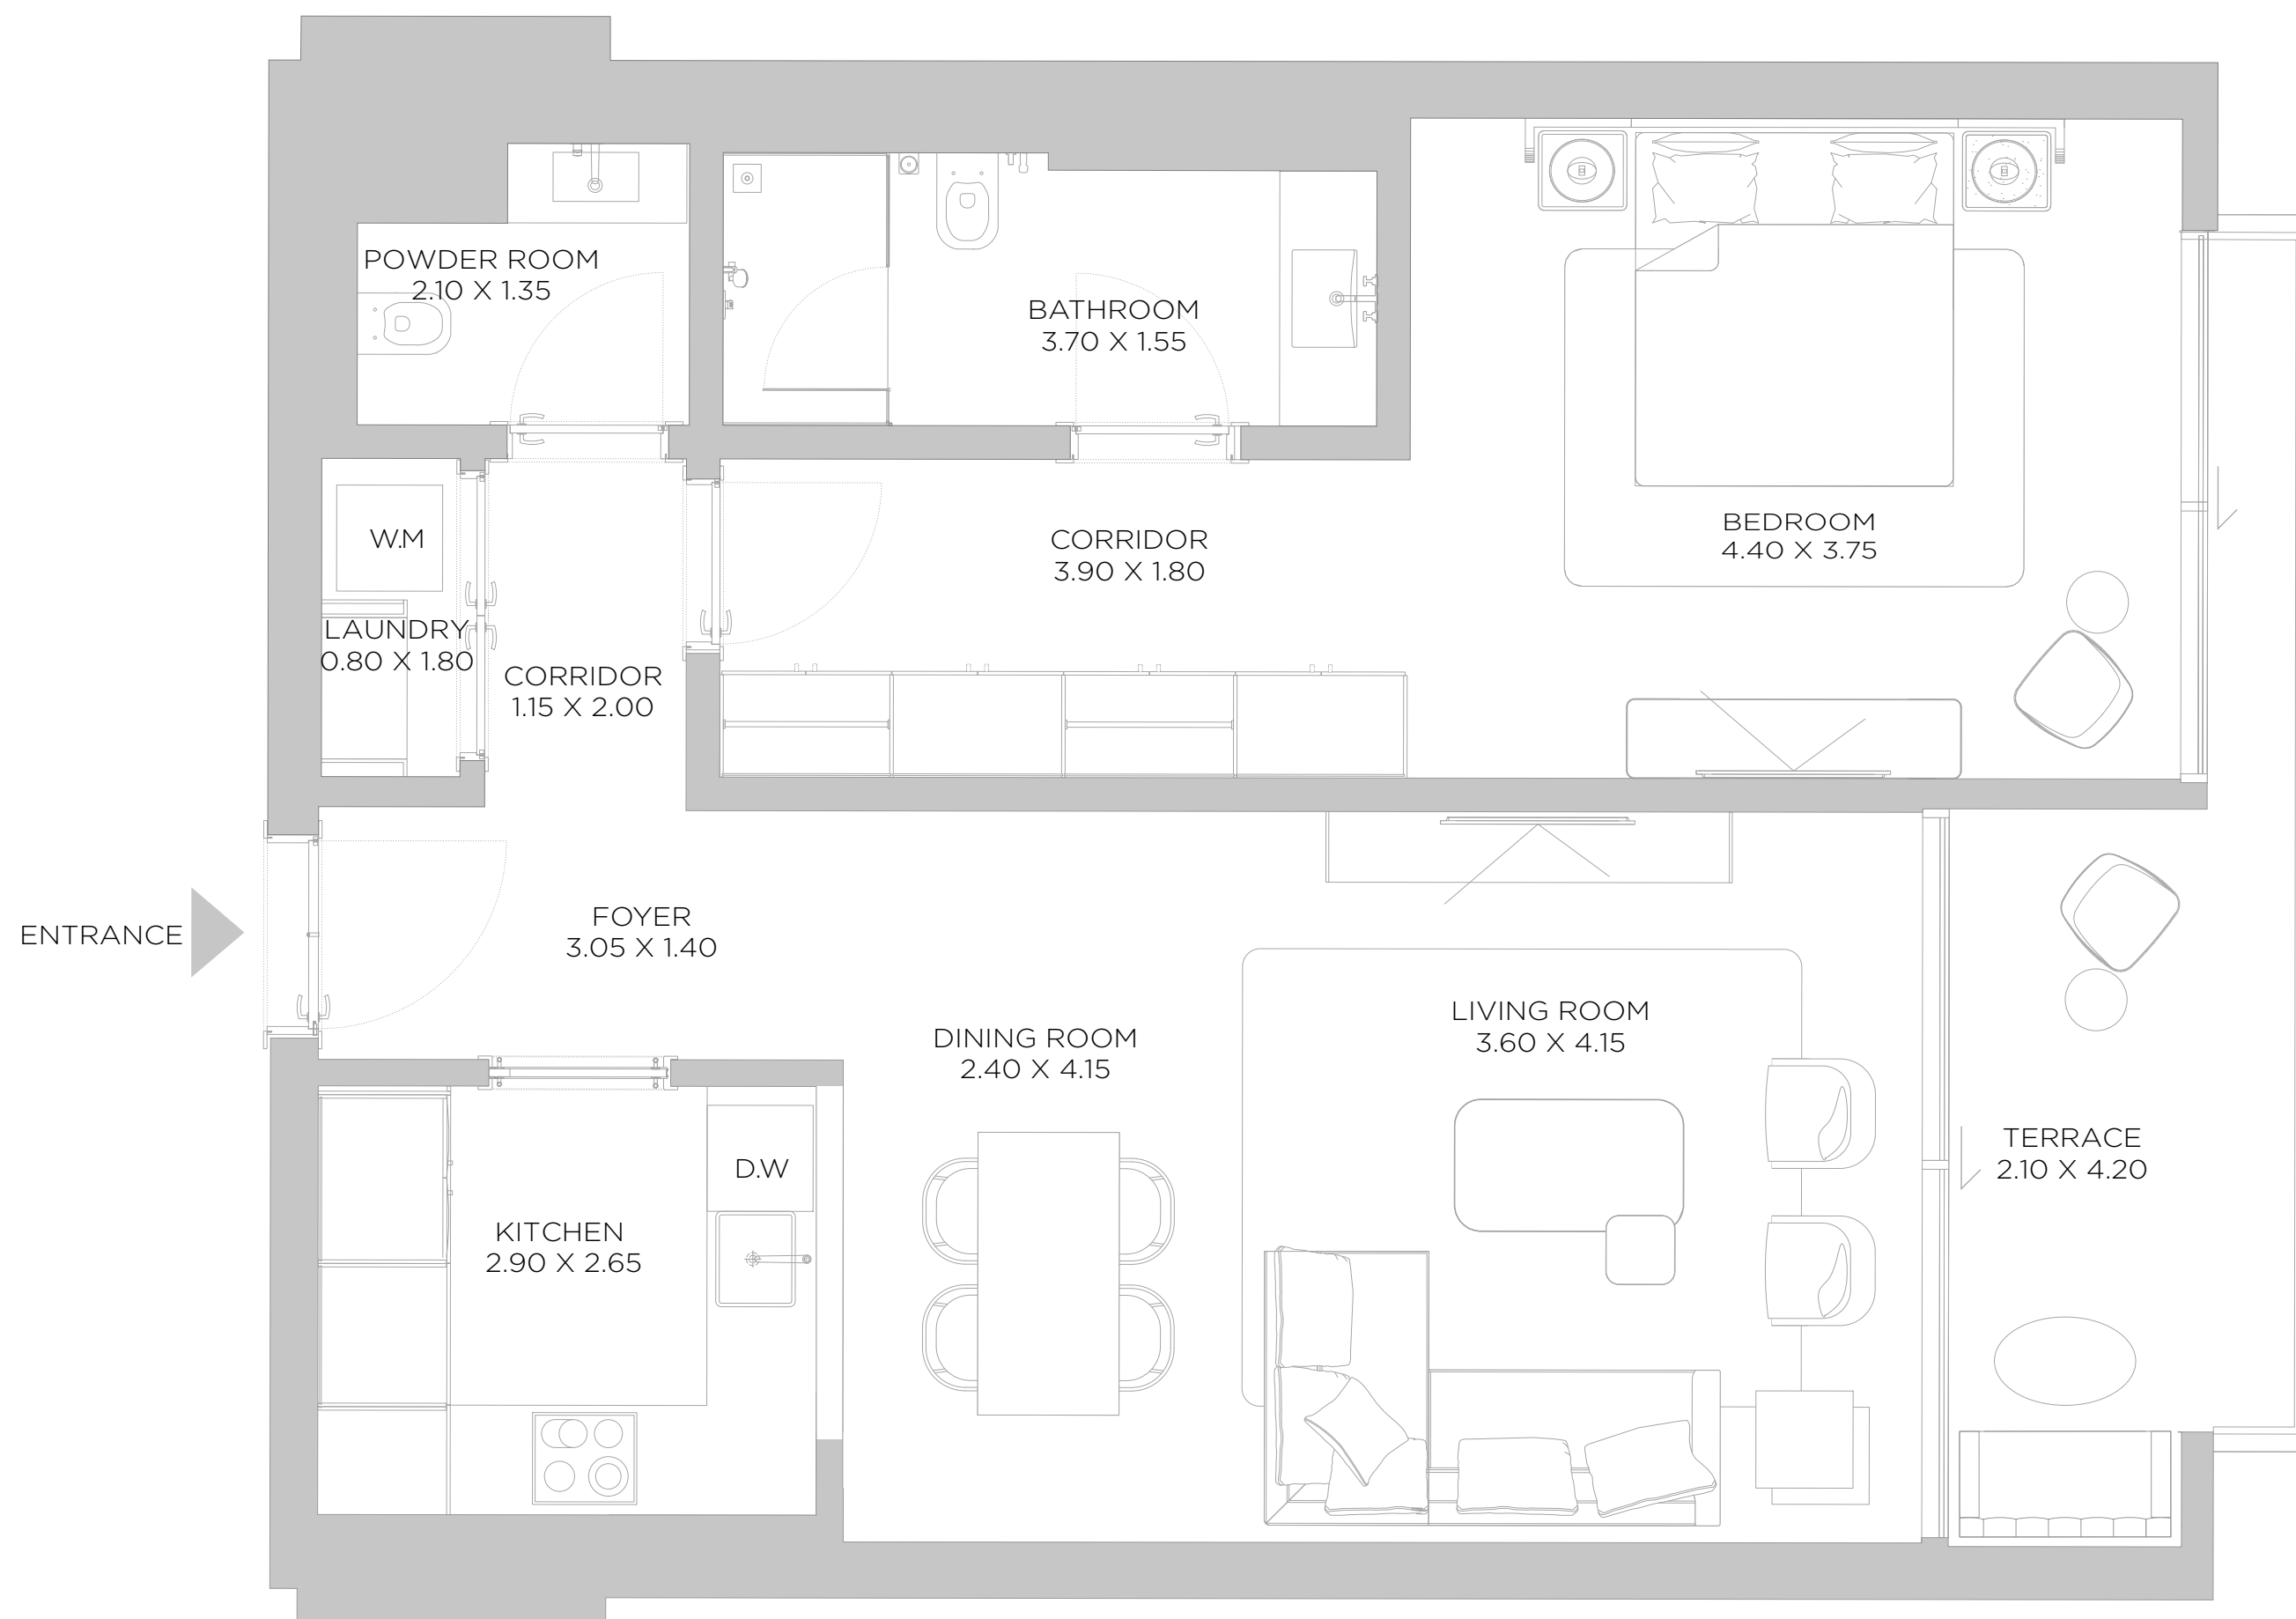 POWDER ROOM
2.10 X 1.35
BATHROOM
3.70 X 1.55
W.M
CORRIDOR
3.90 X 1.80
BEDROOM
4.40 X 3.75
LAUNDRY
0.80 X 1.80
CORRIDOR
1.15 X 2.00
ENTRANCE
FOYER
3.05 X 1.40
DINING ROOM
2.40 X 4.15
LIVING ROOM
3.60 X 4.15
D.W
TERRACE
2.10 X 4.20
KITCHEN
2.90 X 2.65